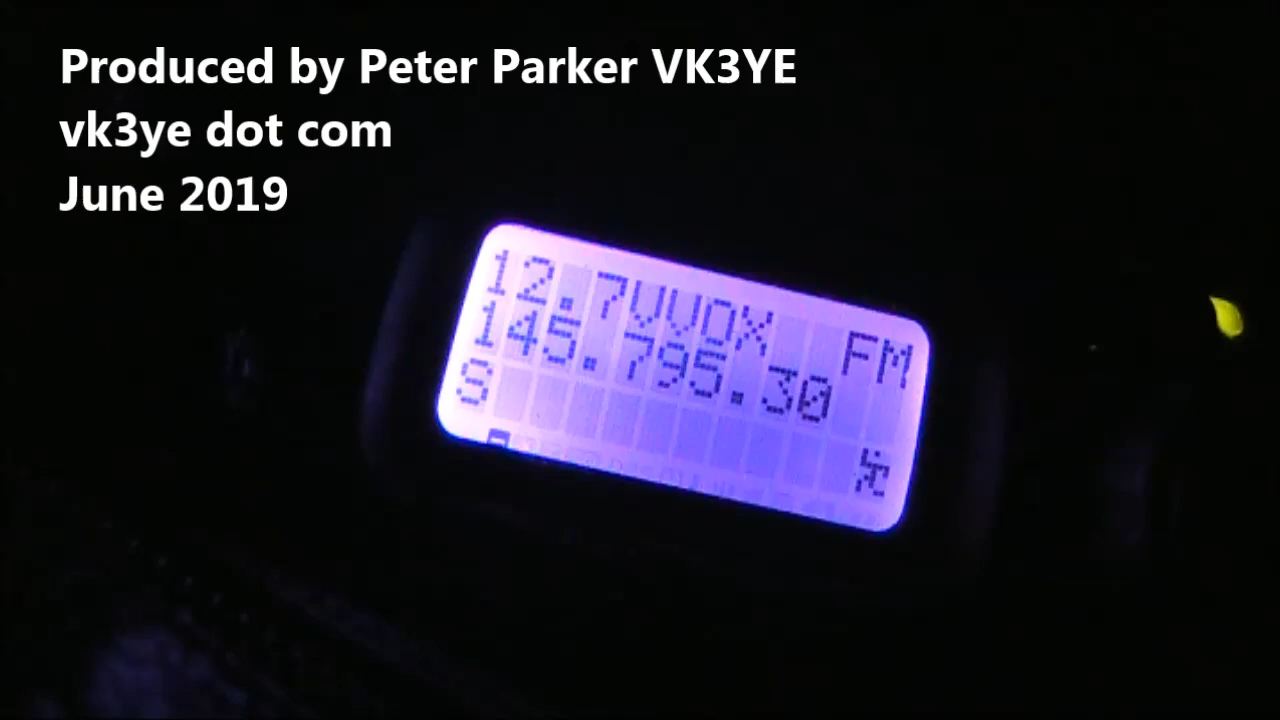 Produced by Peter Parker VK3YE
vk3ye dot com
June 2019
12.7VVOX FM
145.795.30
S